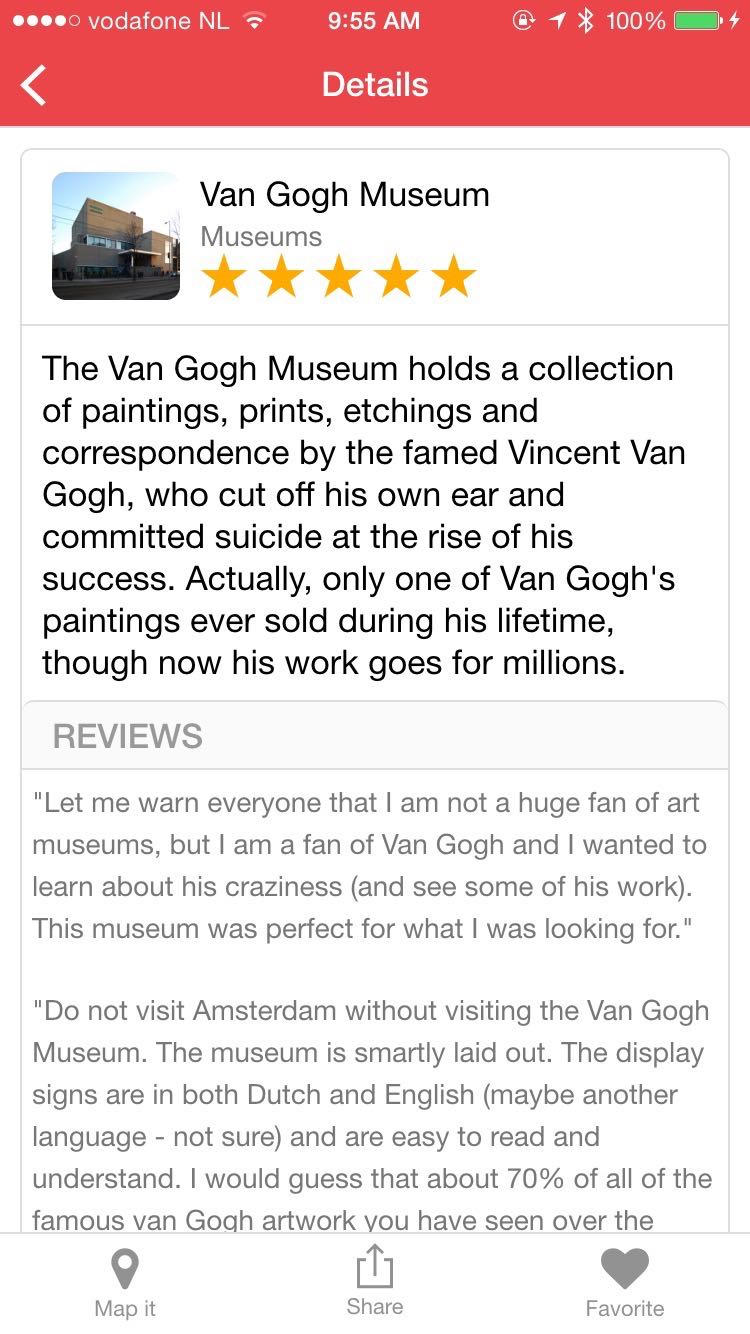 vodafone NL 9:55 AM 100%
Details
Van Gogh Museum
Museums
The Van Gogh Museum holds a collection
of paintings, prints, etchings and
correspondence by the famed Vincent Van
Gogh, who cut off his own ear and
committed suicide at the rise of his
success. Actually, only one of Van Gogh's
paintings ever sold during his lifetime,
though now his work goes for millions.
REVIEWS
"Let me warn everyone that I am not a huge fan of art
museums, but I am a fan of Van Gogh and I wanted to
learn about his craziness (and see some of his work).
This museum was perfect for what I was looking for."
"Do not visit Amsterdam without visiting the Van Gogh
Museum. The museum is smartly laid out. The display
signs are in both Dutch and English (maybe another
language - not sure) and are easy to read and
understand. I would guess that about 70% of all of the
famous van Gogh artwork you have seen over the
Map it Share Favorite